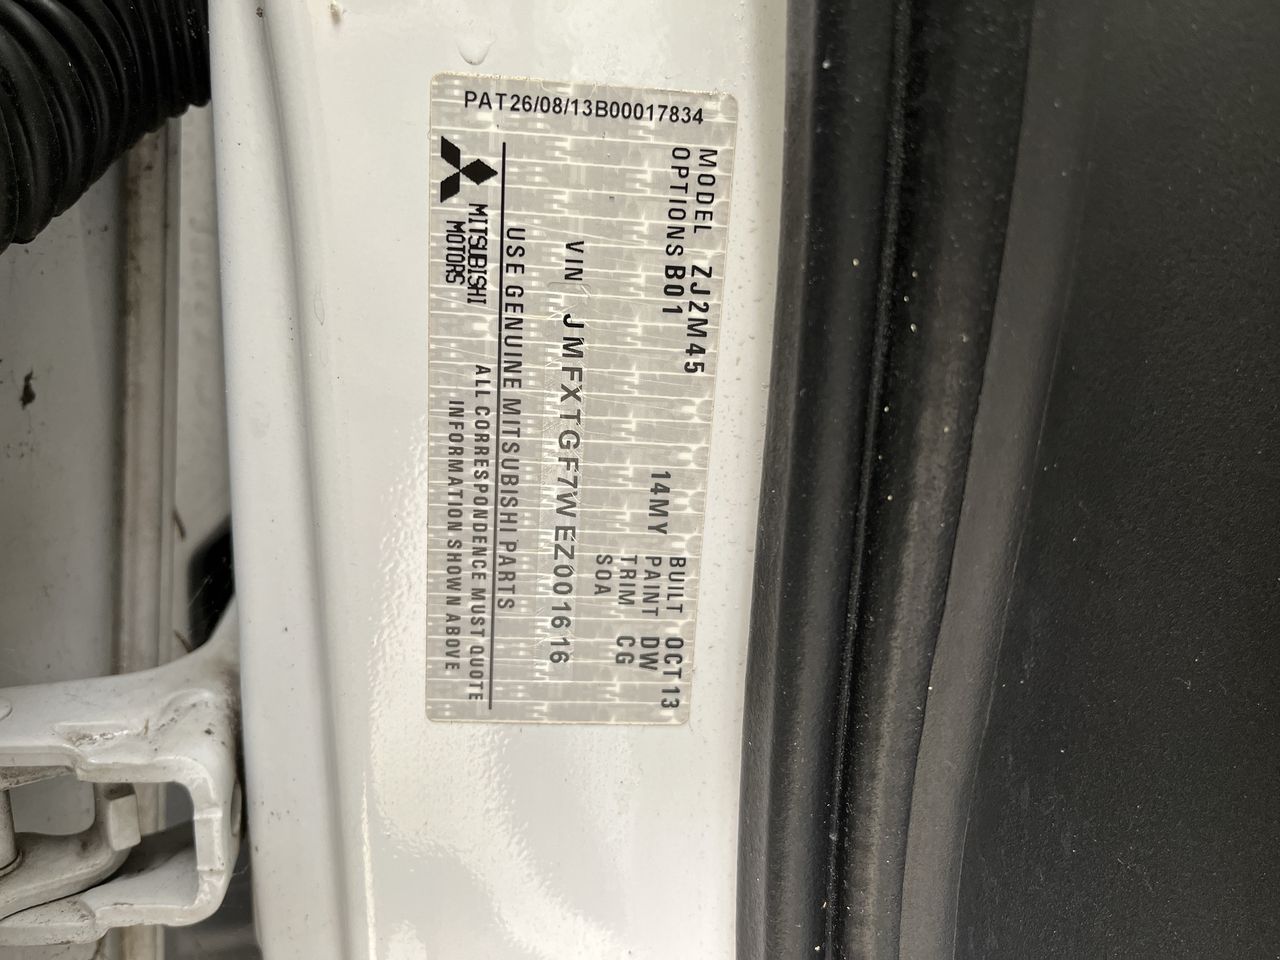 PAT26/08/13B00017834
MODEL ZJ2M45
OPTIONS B01
BUILT OCT13
14MY PAINT DW
TRIM CG
SOA
VIN JMFXTGF7WEZ001616
USE GENUINE MITSUBISHI PARTS
MITSUBISHI
MOTORS
ALL CORRESPONDENCE MUST QUOTE
INFORMATION SHOWN ABOVE